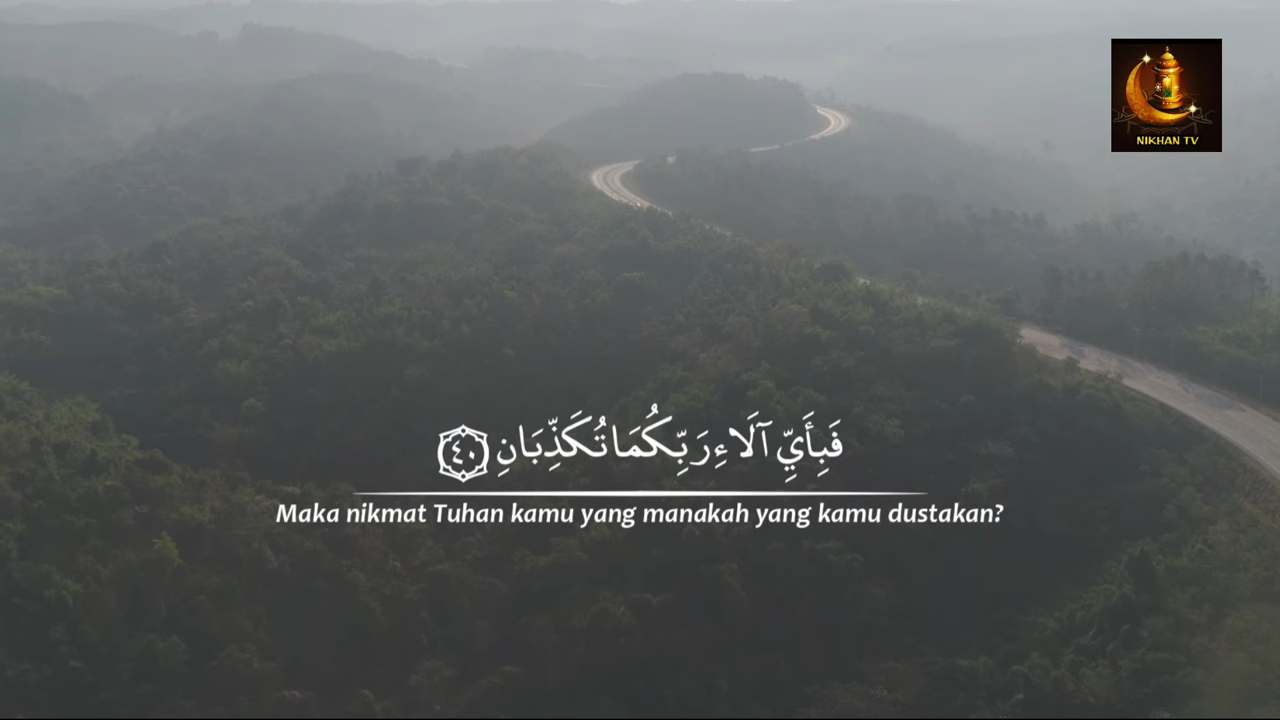 NIKHAN TV
فَبِأَيِّ آلَاءِ رَبِّكُمَا تُكَذِّبَانِ ٤٠
Maka nikmat Tuhan kamu yang manakah yang kamu dustakan?